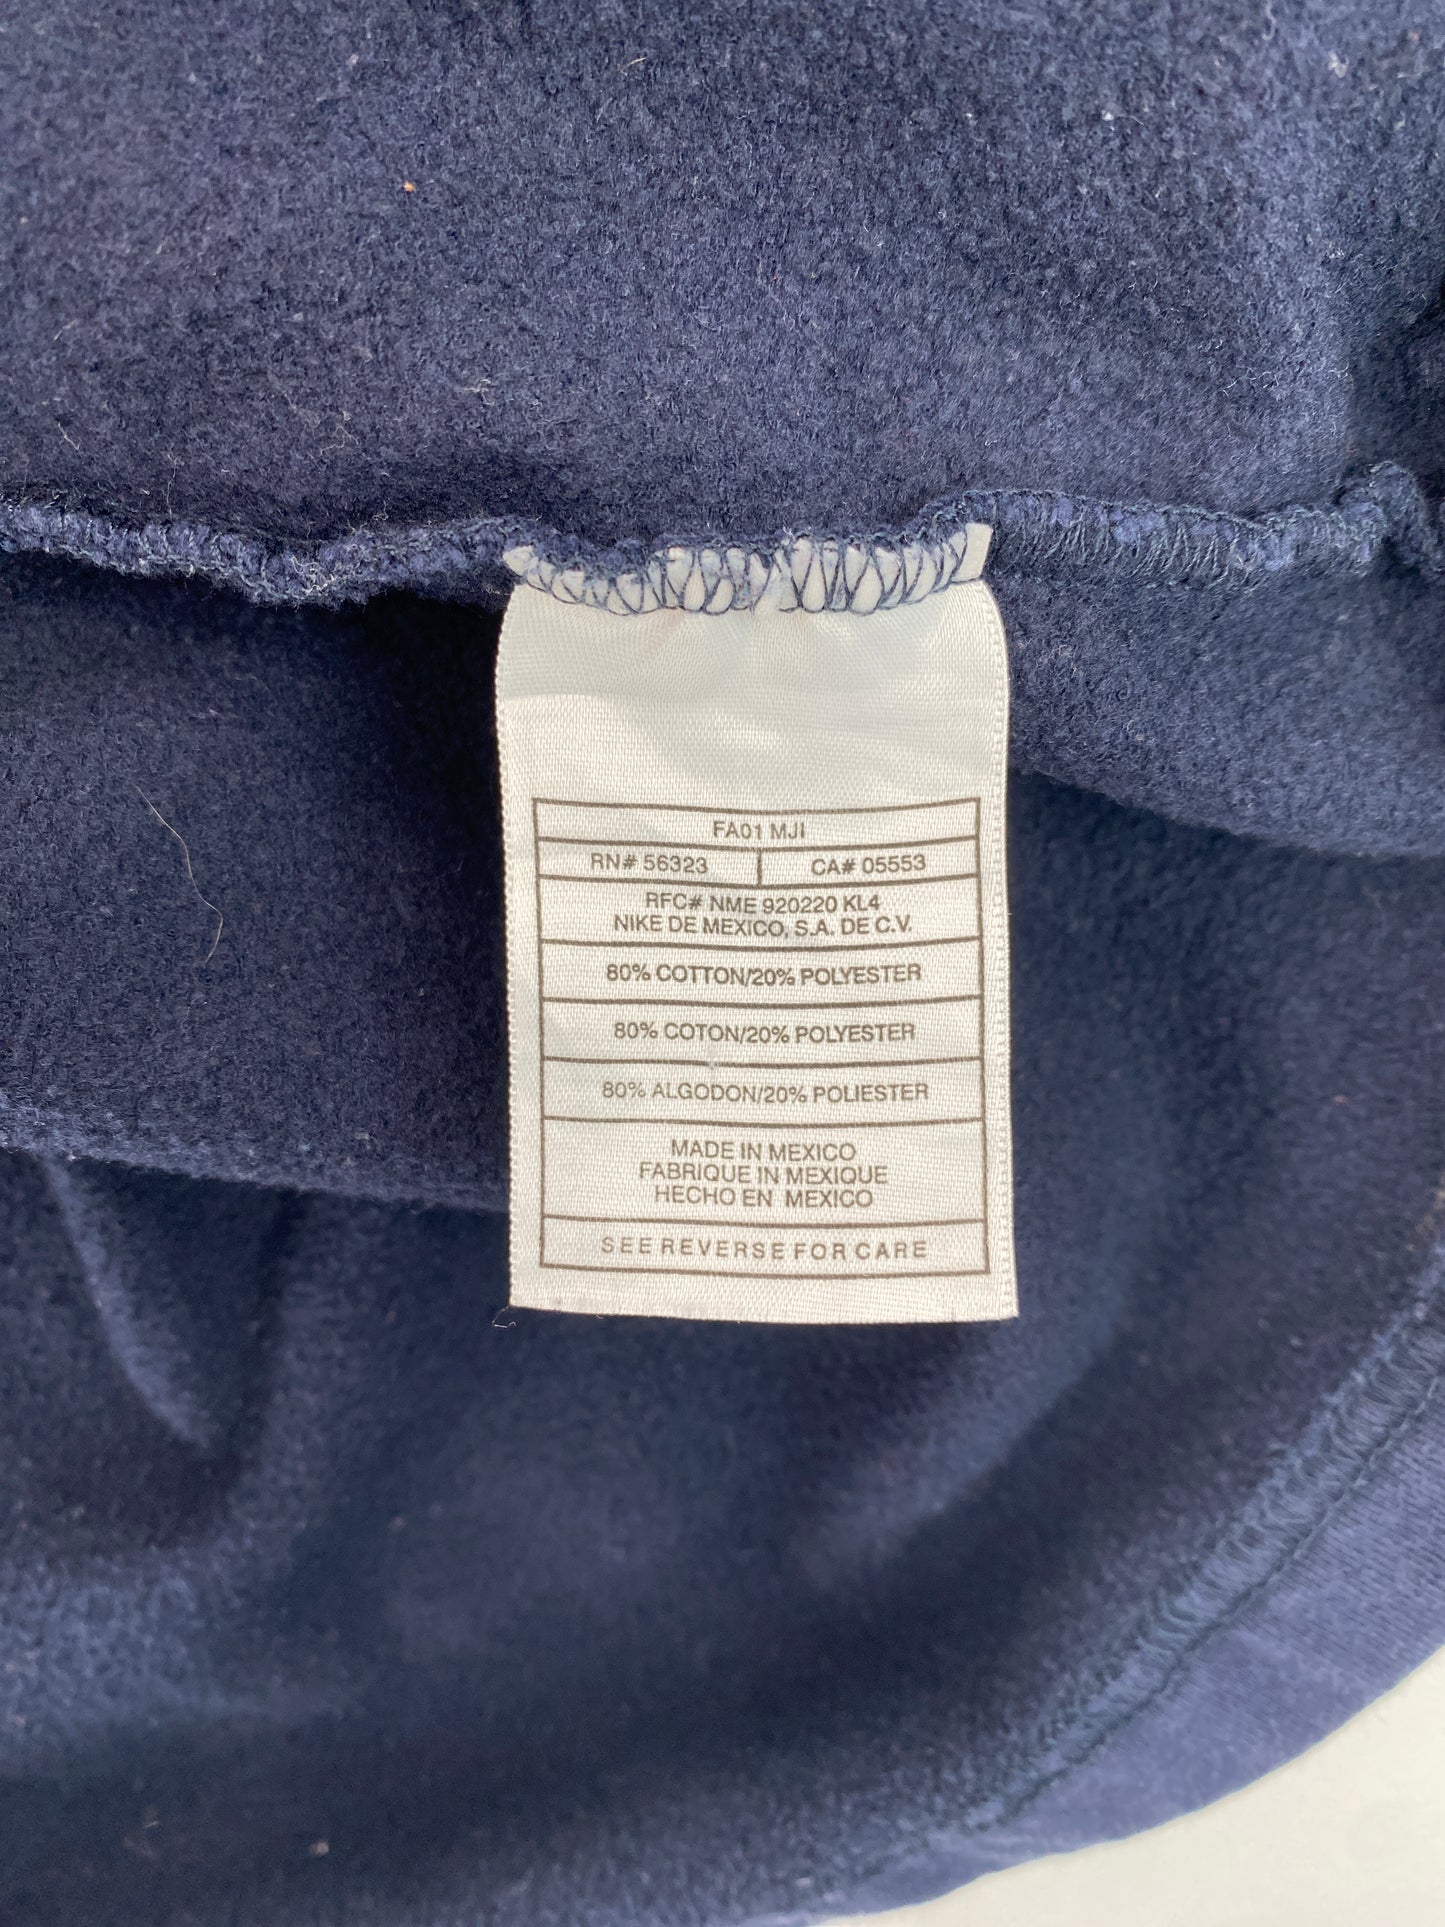 FA01 MJI
RN# 56323 CA# 05553
RFC# NME 920220 KL4
NIKE DE MEXICO, S.A. DE C.V.
80% COTTON/20% POLYESTER
80% COTON/20% POLYESTER
80% ALGODON/20% POLIESTER
MADE IN MEXICO
FABRIQUE IN MEXIQUE
HECHO EN MEXICO
SEE REVERSE FOR CARE